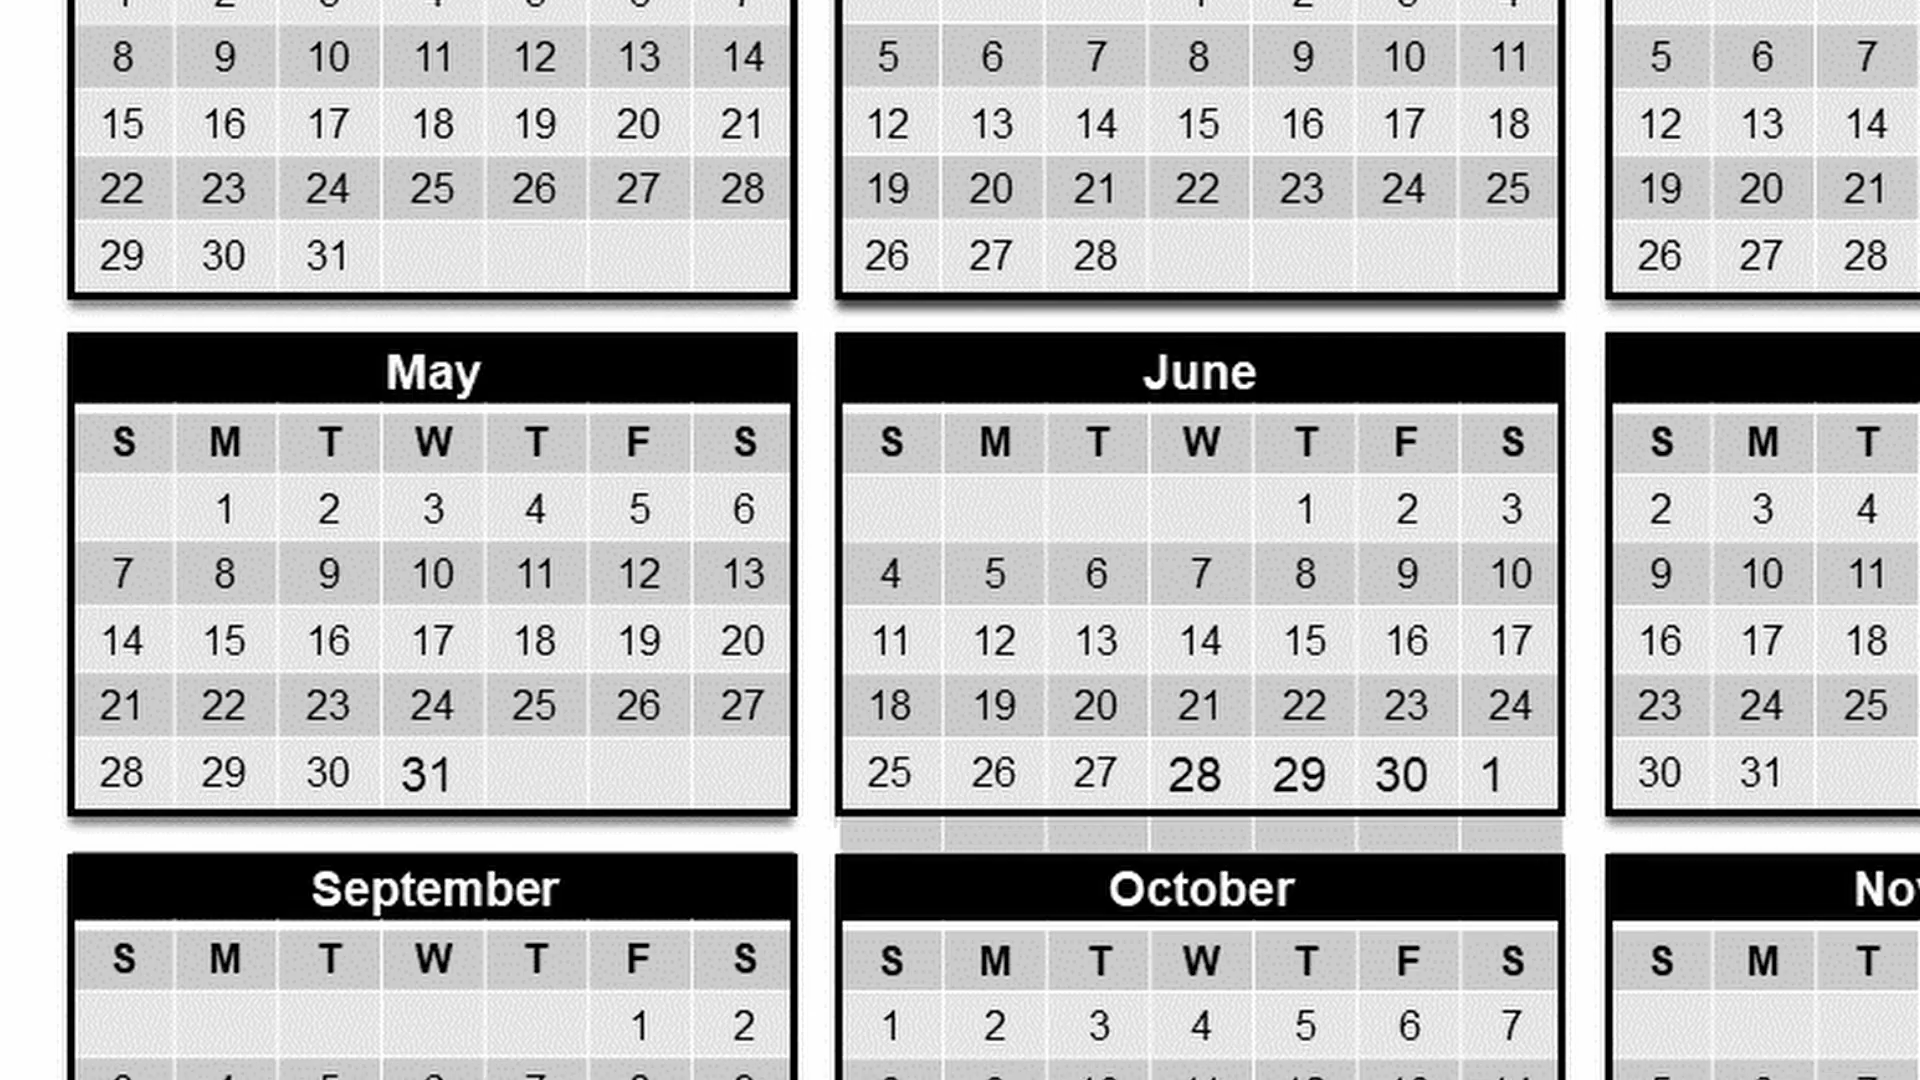 8 9 10 11 12 13 14
15 16 17 18 19 20 21
22 23 24 25 26 27 28
29 30 31
5 6 7 8 9 10 11
12 13 14 15 16 17 18
19 20 21 22 23 24 25
26 27 28
5 6 7
12 13 14
19 20 21
26 27 28
May
S M T W T F S
1 2 3 4 5 6
7 8 9 10 11 12 13
14 15 16 17 18 19 20
21 22 23 24 25 26 27
28 29 30 31
June
S M T W T F S
1 2 3
4 5 6 7 8 9 10
11 12 13 14 15 16 17
18 19 20 21 22 23 24
25 26 27 28 29 30 1
S M T
2 3 4
9 10 11
16 17 18
23 24 25
30 31
September
S M T W T F S
1 2
October
S M T W T F S
1 2 3 4 5 6 7
Nov
S M T